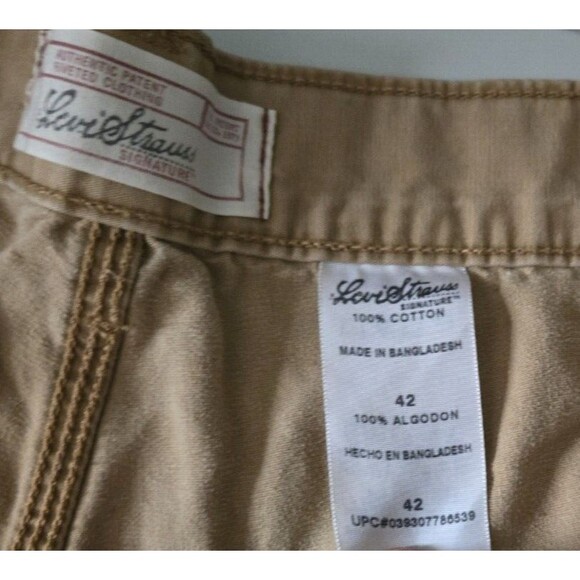 AUTHENTIC PATENT
RIVETED CLOTHING
Levi Strauss
SIGNATURE
Levi Strauss
SIGNATURE™
100% COTTON
MADE IN BANGLADESH
42
100% ALGODON
HECHO EN BANGLADESH
42
UPC#039307786539